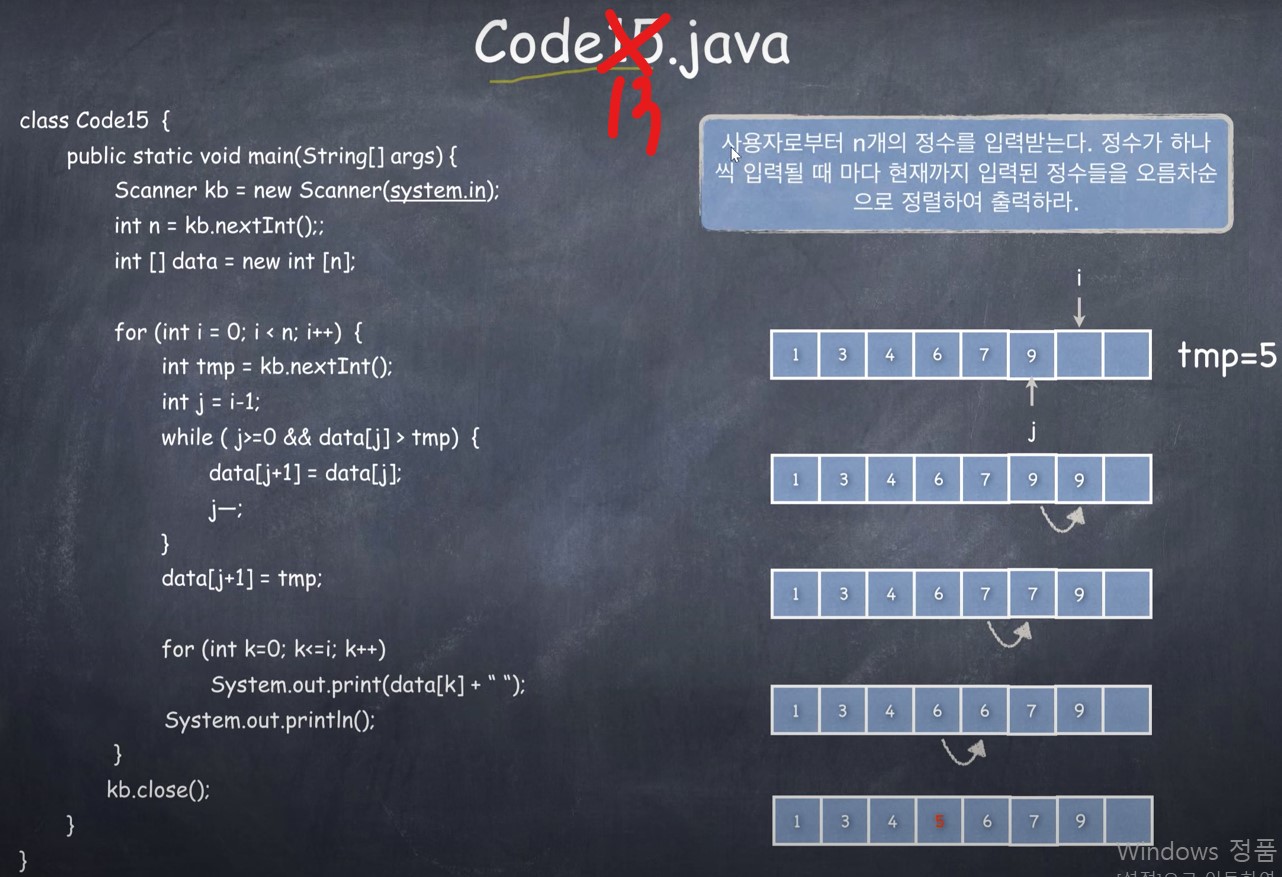 Code15.java
13
class Code15 {
public static void main(String[] args) {
Scanner kb = new Scanner(system.in);
int n = kb.nextInt();;
int [] data = new int [n];
for (int i = 0; i < n; i++) {
int tmp = kb.nextInt();
int j = i-1;
while ( j>=0 && data[j] > tmp) {
data[j+1] = data[j];
j—;
}
data[j+1] = tmp;
for (int k=0; k<=i; k++)
System.out.print(data[k] + “ “);
System.out.println();
}
kb.close();
}
}
사용자로부터 n개의 정수를 입력받는다. 정수가 하나
씩 입력될 때 마다 현재까지 입력된 정수들을 오름차순
으로 정렬하여 출력하라.
i
1 3 4 6 7 9
tmp=5
j
1 3 4 6 7 9 9
1 3 4 6 7 7 9
1 3 4 6 6 7 9
1 3 4 5 6 7 9
Windows 정품